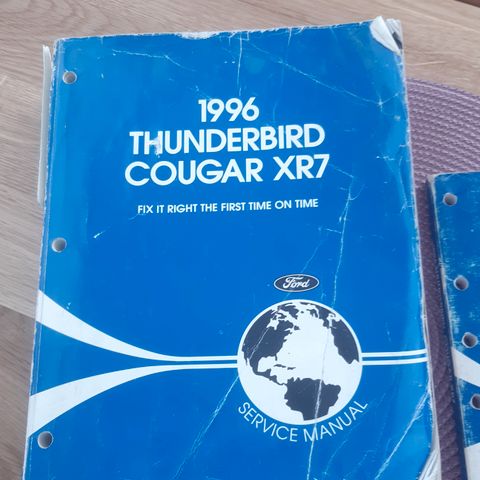 1996
THUNDERBIRD
COUGAR XR7
FIX IT RIGHT THE FIRST TIME ON TIME
Ford
SERVICE MANUAL